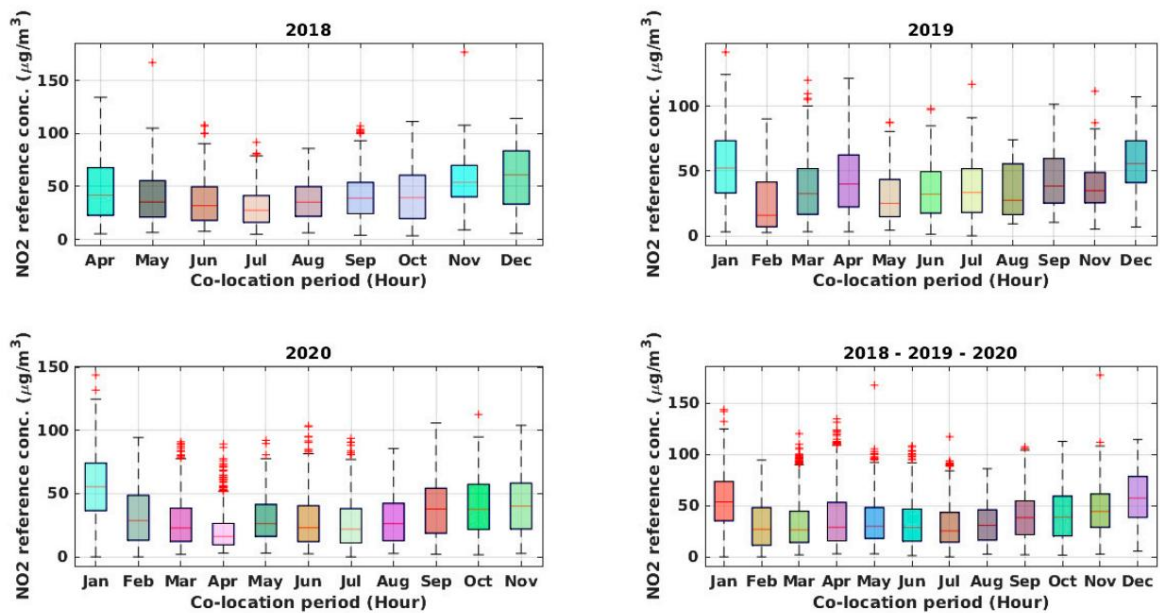 2018
NO2 reference conc. (μg/m³)
150
100
50
0
Apr May Jun Jul Aug Sep Oct Nov Dec
Co-location period (Hour)
2019
NO2 reference conc. (μg/m³)
100
50
0
Jan Feb Mar Apr May Jun Jul Aug Sep Oct Nov Dec
Co-location period (Hour)
2020
NO2 reference conc. (μg/m³)
150
100
50
0
Jan Feb Mar Apr May Jun Jul Aug Sep Oct Nov
Co-location period (Hour)
2018 - 2019 - 2020
NO2 reference conc. (μg/m³)
150
100
50
0
Jan Feb Mar Apr May Jun Jul Aug Sep Oct Nov Dec
Co-location period (Hour)